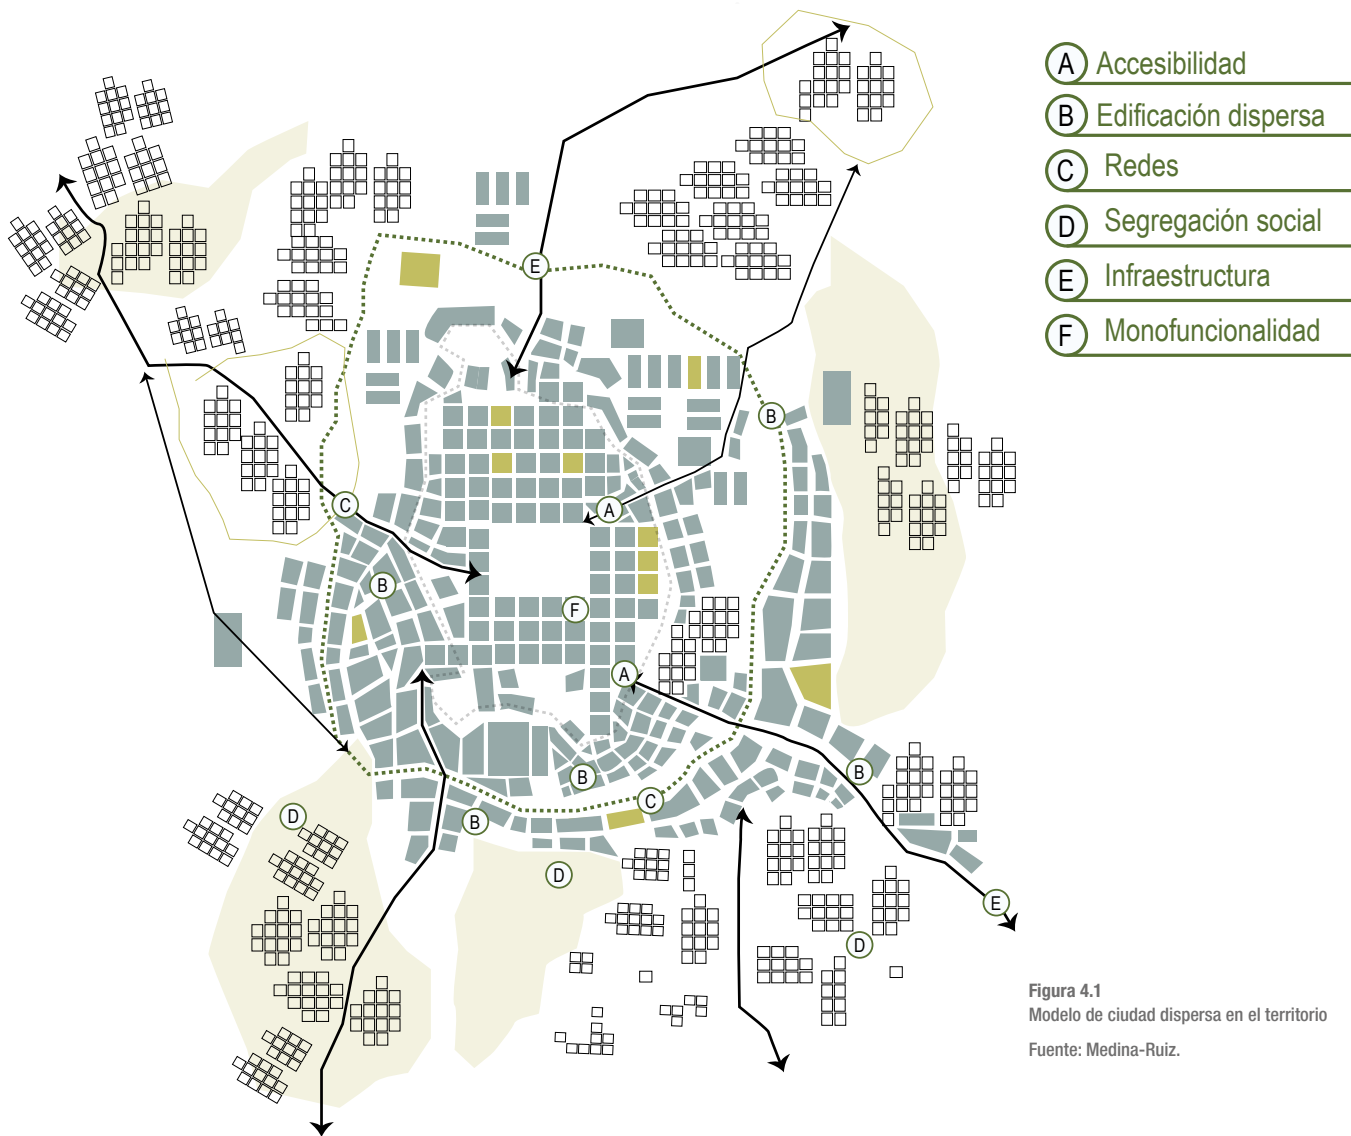 A Accesibilidad
B Edificación dispersa
C Redes
D Segregación social
E Infraestructura
F Monofuncionalidad
E
B
C
A
B
F
A
B
B
C
B
D
D
E
D
Figura 4.1
Modelo de ciudad dispersa en el territorio
Fuente: Medina-Ruiz.